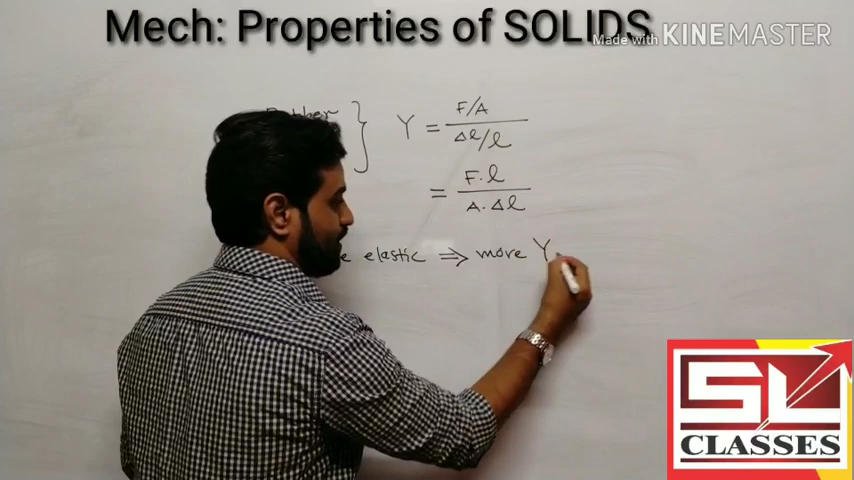 Mech: Properties of SOLIDS
Made with KINEMASTER
Y = F/A / Δl/l
= F.l / A.Δl
elastic ⇒ more Y
SL
CLASSES